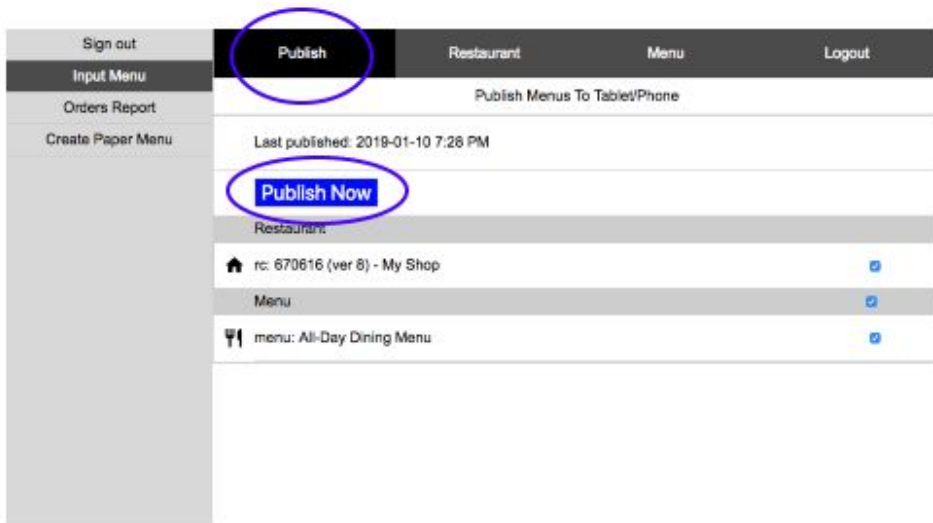 Sign out
Input Menu
Orders Report
Create Paper Menu
Publish Restaurant Menu Logout
Publish Menus To Tablet/Phone
Last published: 2019-01-10 7:28 PM
Publish Now
Restaurant
rc: 670616 (ver 8) - My Shop
Menu
menu: All-Day Dining Menu